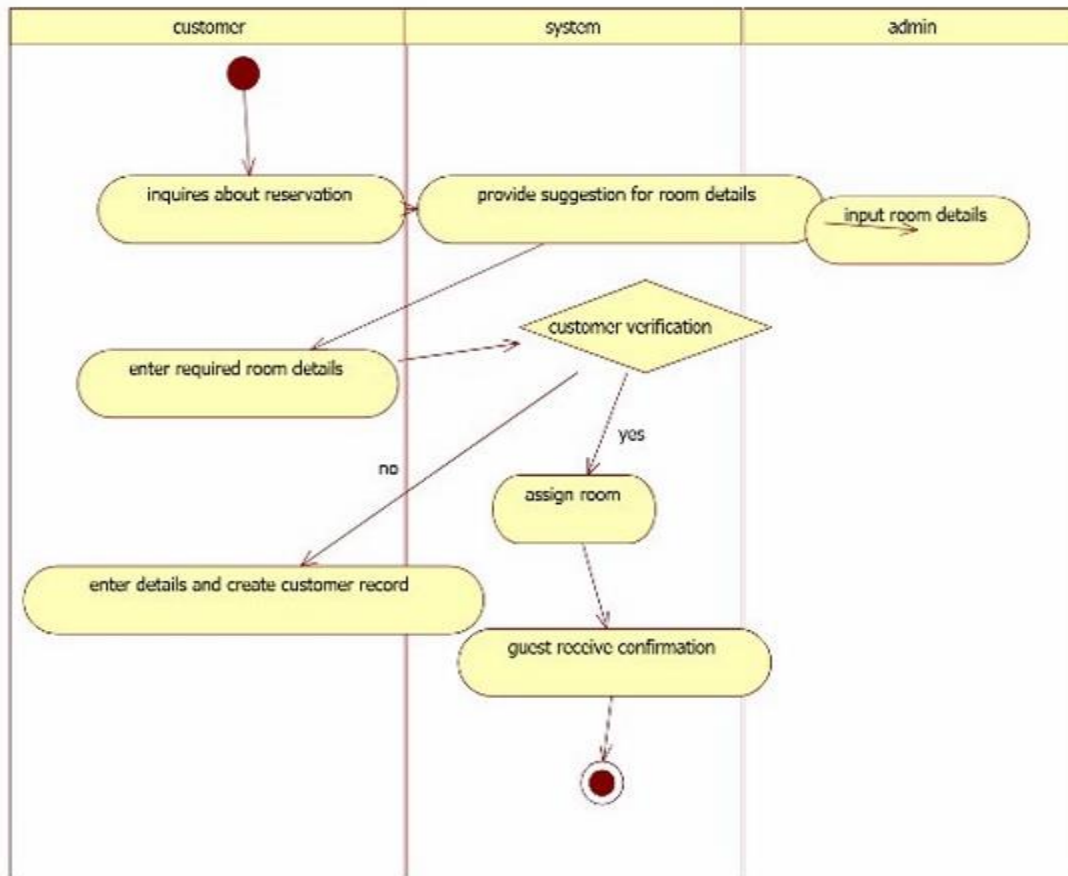 customer
system
admin
inquires about reservation
provide suggestion for room details
input room details
customer verification
enter required room details
yes
no
assign room
enter details and create customer record
guest receive confirmation